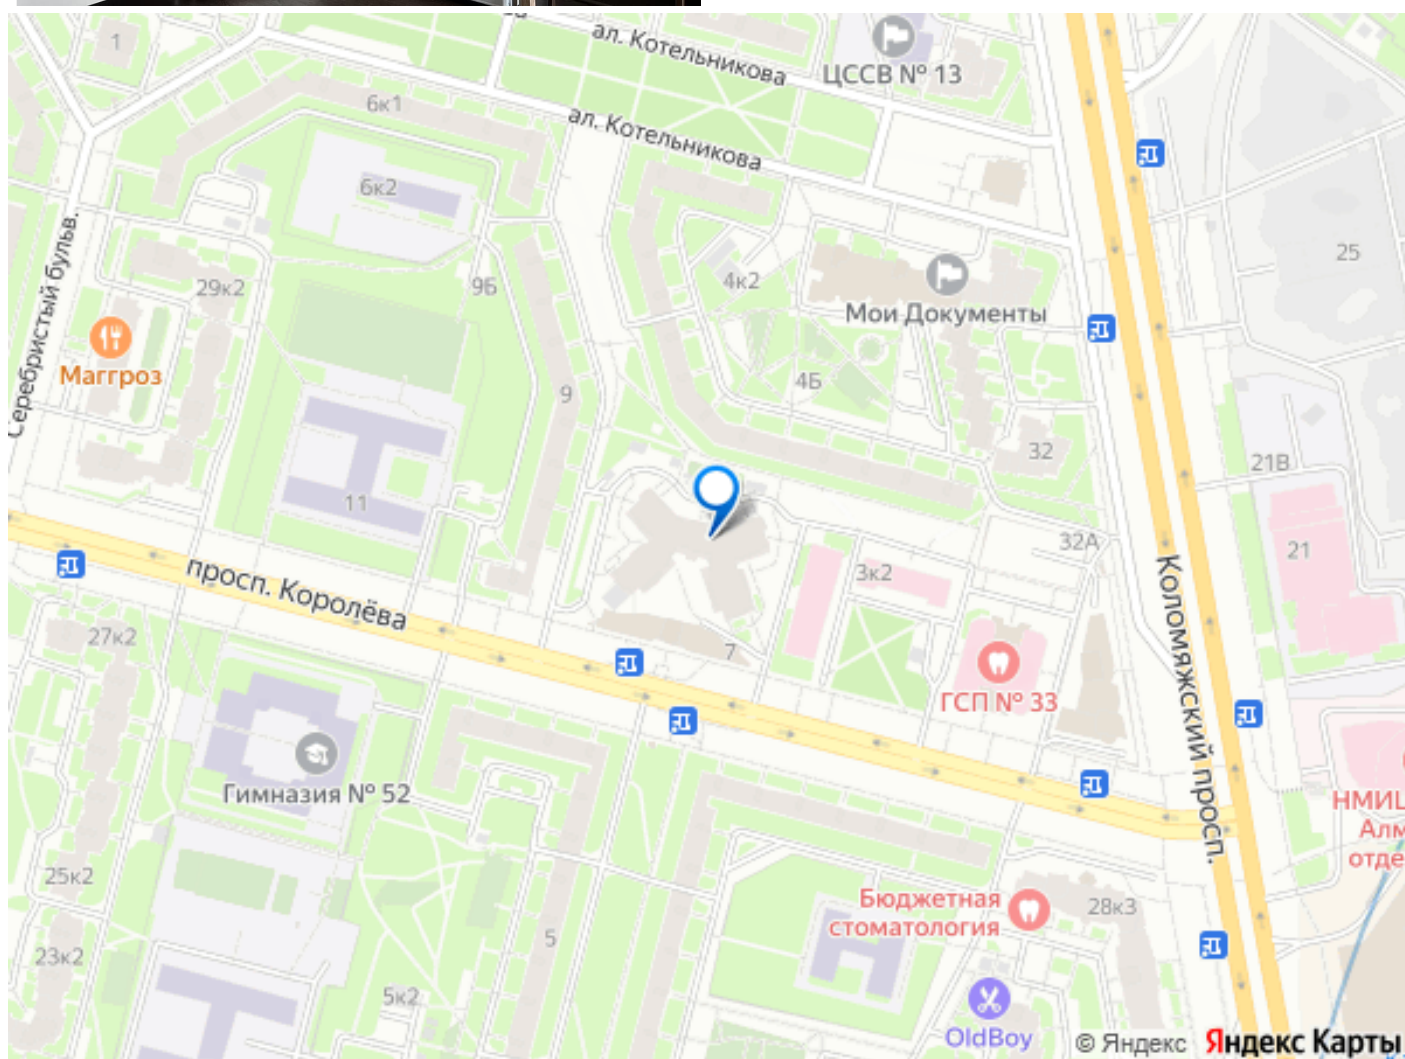 1
ал. Котельникова
ЦССВ № 13
6к1
ал. Котельникова
6к2
25
Серебристый бульв.
29к2
9Б
4к2
Мои Документы
Маггроз
4Б
9
32
21В
11
32А
21
просп. Королёва
3к2
Коломяжский просп.
27к2
7
ГСП № 33
Гимназия № 52
НМИЦ
Алм
отде
25к2
Бюджетная
стоматология
28к3
5
23к2
5к2
OldBoy
© Яндекс Яндекс Карты